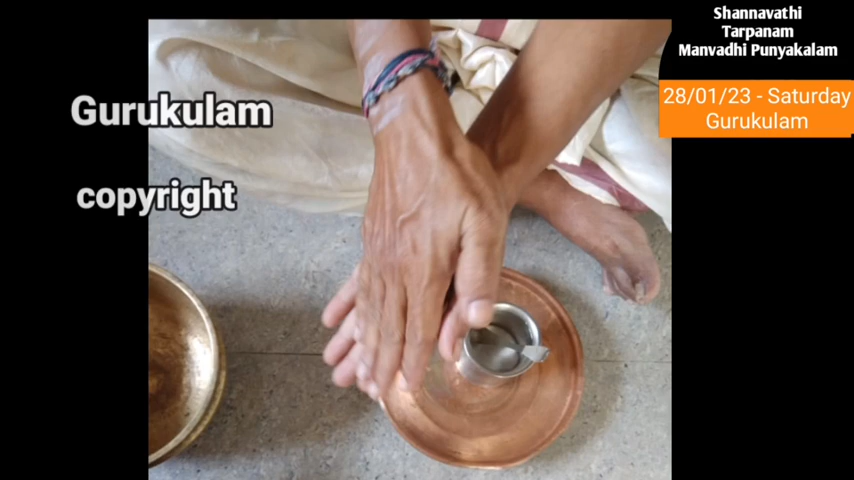 Shannavathi
Tarpanam
Manvadhi Punyakalam
28/01/23 - Saturday
Gurukulam
Gurukulam
copyright